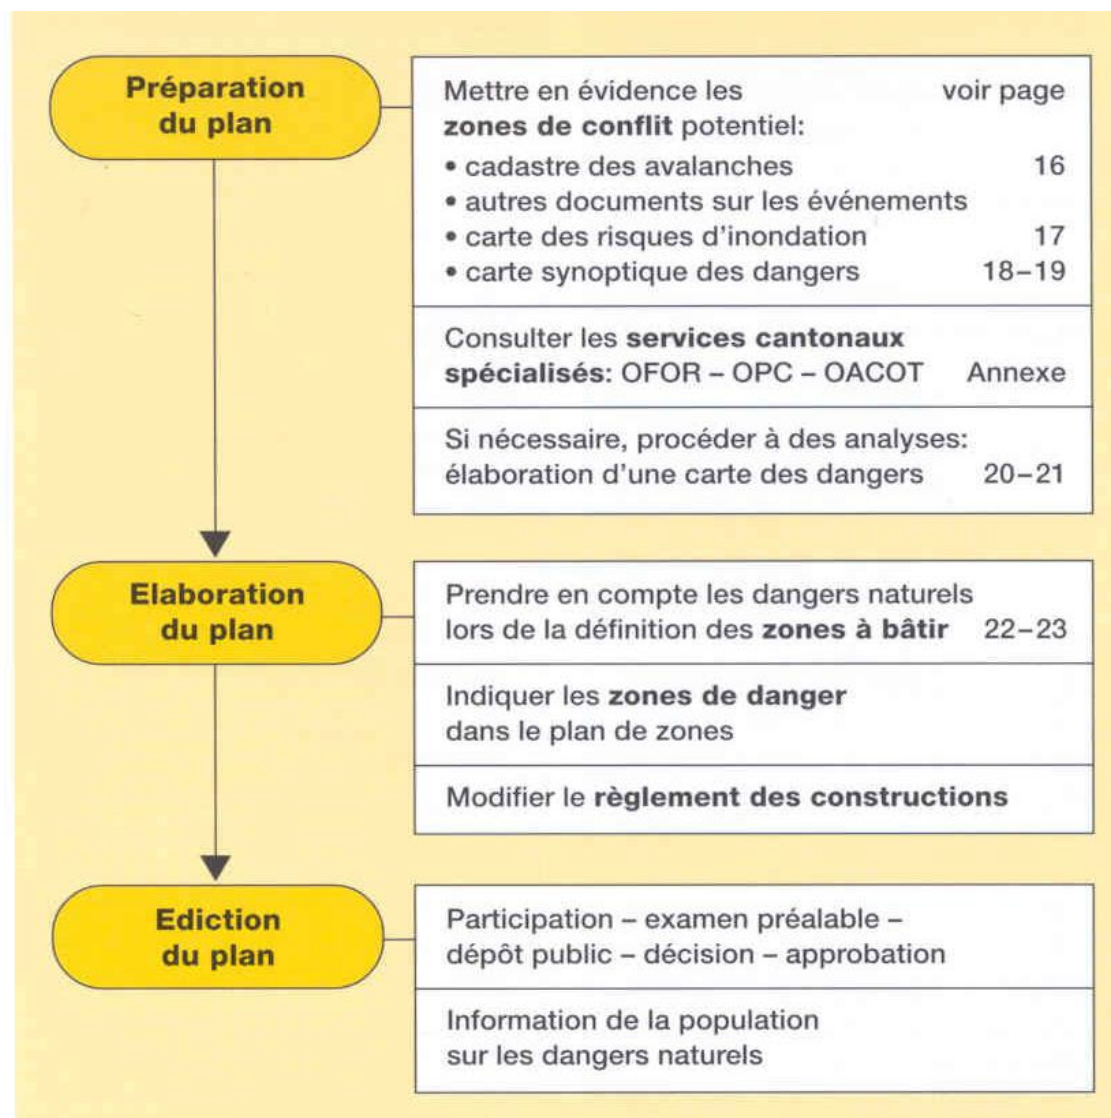 Préparation
du plan
Mettre en évidence les voir page
zones de conflit potentiel:
• cadastre des avalanches 16
• autres documents sur les événements
• carte des risques d'inondation 17
• carte synoptique des dangers 18–19
Consulter les services cantonaux
spécialisés: OFOR – OPC – OACOT Annexe
Si nécessaire, procéder à des analyses:
élaboration d'une carte des dangers 20–21
Elaboration
du plan
Prendre en compte les dangers naturels
lors de la définition des zones à bâtir 22–23
Indiquer les zones de danger
dans le plan de zones
Modifier le règlement des constructions
Ediction
du plan
Participation – examen préalable –
dépôt public – décision – approbation
Information de la population
sur les dangers naturels